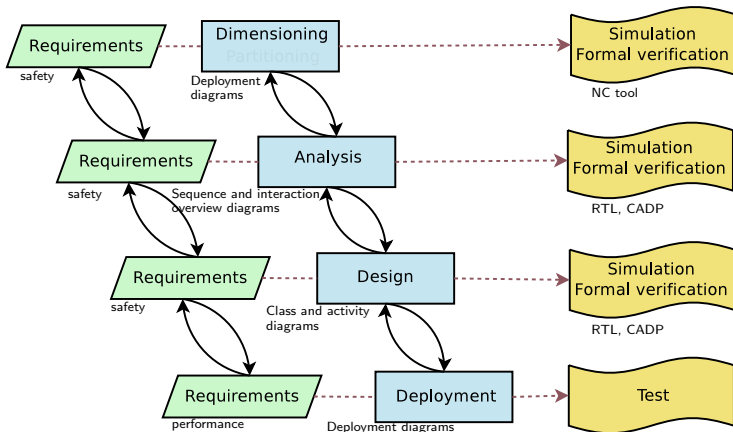 Requirements
safety
Dimensioning
Partitioning
Deployment
diagrams
Simulation
Formal verification
NC tool
Requirements
safety
Analysis
Sequence and interaction
overview diagrams
Simulation
Formal verification
RTL, CADP
Requirements
safety
Design
Class and activity
diagrams
Simulation
Formal verification
RTL, CADP
Requirements
performance
Deployment
Deployment diagrams
Test